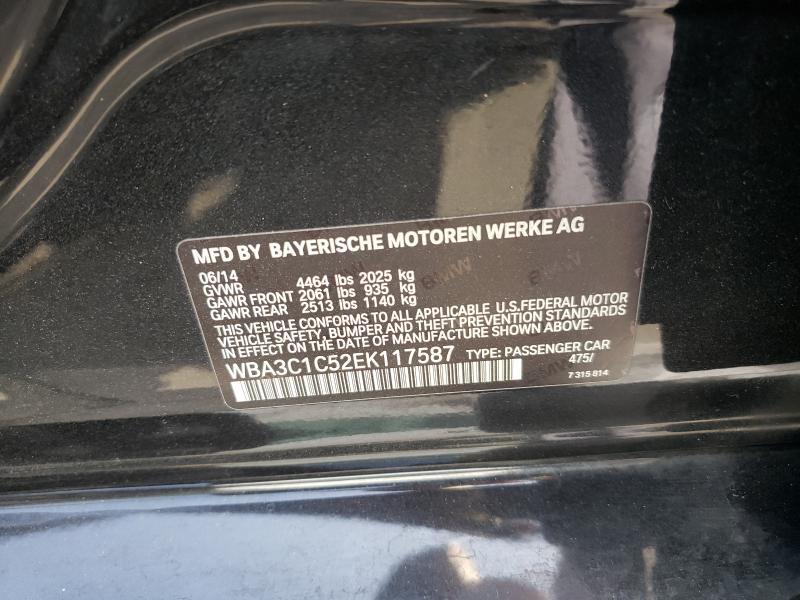 MFD BY BAYERISCHE MOTOREN WERKE AG
06/14
GVWR 4464 lbs 2025 kg
GAWR FRONT 2061 lbs 935 kg
GAWR REAR 2513 lbs 1140 kg
THIS VEHICLE CONFORMS TO ALL APPLICABLE U.S.FEDERAL MOTOR
VEHICLE SAFETY, BUMPER AND THEFT PREVENTION STANDARDS
IN EFFECT ON DATE OF MANUFACTURE SHOWN ABOVE.
WBA3C1C52EK117587 TYPE: PASSENGER CAR
475/
7 315 814